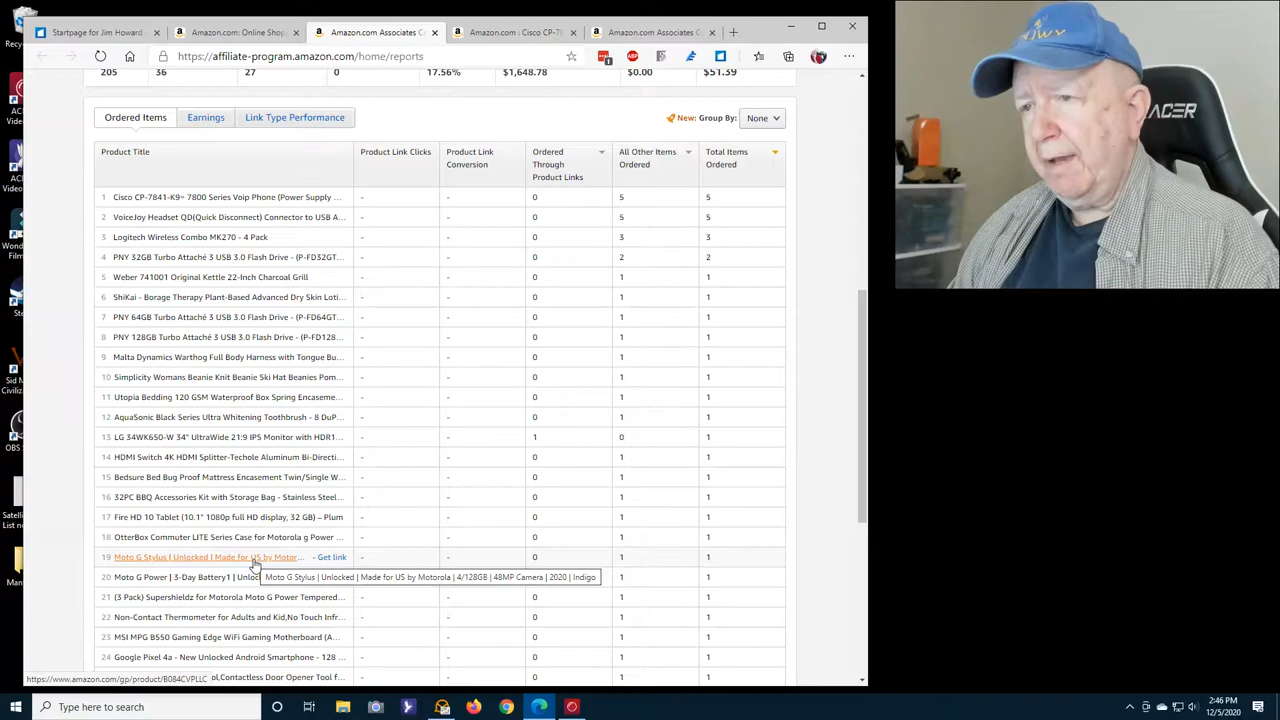 Recyc
Startpage for Jim Howard
Amazon.com: Online Shop
Amazon.com Associates C
Amazon.com : Cisco CP-78
Amazon.com Associates C
https://affiliate-program.amazon.com/home/reports
205 36 27 0 17.56% $1,648.78 $0.00 $51.39
Ordered Items Earnings Link Type Performance New: Group By: None
Product Title Product Link Clicks Product Link Conversion Ordered Through Product Links All Other Items Ordered Total Items Ordered
1 Cisco CP-7841-K9= 7800 Series Voip Phone (Power Supply ... - - 0 5 5
2 VoiceJoy Headset QD(Quick Disconnect) Connector to USB A... - - 0 5 5
3 Logitech Wireless Combo MK270 - 4 Pack - - 0 3 3
4 PNY 32GB Turbo Attaché 3 USB 3.0 Flash Drive - (P-FD32GT... - - 0 2 2
5 Weber 741001 Original Kettle 22-Inch Charcoal Grill - - 0 1 1
6 ShiKai - Borage Therapy Plant-Based Advanced Dry Skin Loti... - - 0 1 1
7 PNY 64GB Turbo Attaché 3 USB 3.0 Flash Drive - (P-FD64GT... - - 0 1 1
8 PNY 128GB Turbo Attaché 3 USB 3.0 Flash Drive - (P-FD128... - - 0 1 1
9 Malta Dynamics Warthog Full Body Harness with Tongue Bu... - - 0 1 1
10 Simplicity Womans Beanie Knit Beanie Ski Hat Beanies Pom... - - 0 1 1
11 Utopia Bedding 120 GSM Waterproof Box Spring Encaseme... - - 0 1 1
12 AquaSonic Black Series Ultra Whitening Toothbrush - 8 DuP... - - 0 1 1
13 LG 34WK650-W 34" UltraWide 21:9 IPS Monitor with HDR1... - - 1 0 1
14 HDMI Switch 4K HDMI Splitter-Techole Aluminum Bi-Directi... - - 0 1 1
15 Bedsure Bed Bug Proof Mattress Encasement Twin/Single W... - - 0 1 1
16 32PC BBQ Accessories Kit with Storage Bag - Stainless Steel... - - 0 1 1
17 Fire HD 10 Tablet (10.1" 1080p full HD display, 32 GB) – Plum - - 0 1 1
18 OtterBox Commuter LITE Series Case for Motorola g Power ... - - 0 1 1
19 Moto G Stylus | Unlocked | Made for US by Motor... - Get link - - 0 1 1
20 Moto G Power | 3-Day Battery1 | Unloc 1 1
Moto G Stylus | Unlocked | Made for US by Motorola | 4/128GB | 48MP Camera | 2020 | Indigo
21 (3 Pack) Supershieldz for Motorola Moto G Power Tempered... - - 0 1 1
22 Non-Contact Thermometer for Adults and Kid,No Touch Infr... - - 0 1 1
23 MSI MPG B550 Gaming Edge WiFi Gaming Motherboard (A... - - 0 1 1
24 Google Pixel 4a - New Unlocked Android Smartphone - 128 ... - - 0 1 1
ol,Contactless Door Opener Tool f... - - 0 1 1
https://www.amazon.com/gp/product/B084CVPLLC
ACER
Type here to search
2:46 PM
12/5/2020